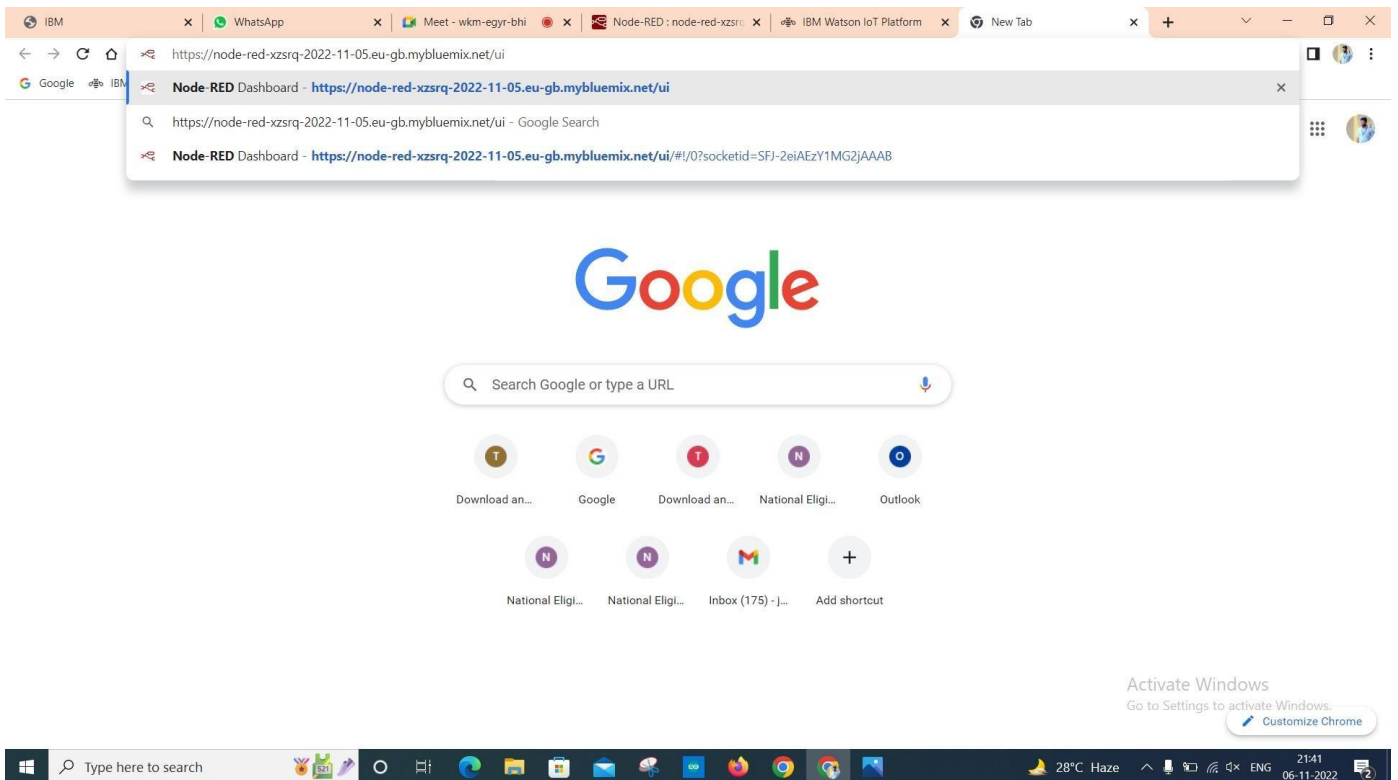 IBM
WhatsApp
Meet - wkm-egyr-bhi
Node-RED : node-red-xzsrq
IBM Watson IoT Platform
New Tab
https://node-red-xzsrq-2022-11-05.eu-gb.mybluemix.net/ui
Google IBM
Node-RED Dashboard - https://node-red-xzsrq-2022-11-05.eu-gb.mybluemix.net/ui
https://node-red-xzsrq-2022-11-05.eu-gb.mybluemix.net/ui - Google Search
Node-RED Dashboard - https://node-red-xzsrq-2022-11-05.eu-gb.mybluemix.net/ui/#!/0?socketid=SFJ-2eiAEzY1MG2jAAAB
Google
Search Google or type a URL
T G T N O
Download an... Google Download an... National Eligi... Outlook
N N M
National Eligi... National Eligi... Inbox (175) - j... Add shortcut
Activate Windows
Go to Settings to activate Windows.
Customize Chrome
Type here to search
521
28°C Haze
ENG
21:41
06-11-2022
2